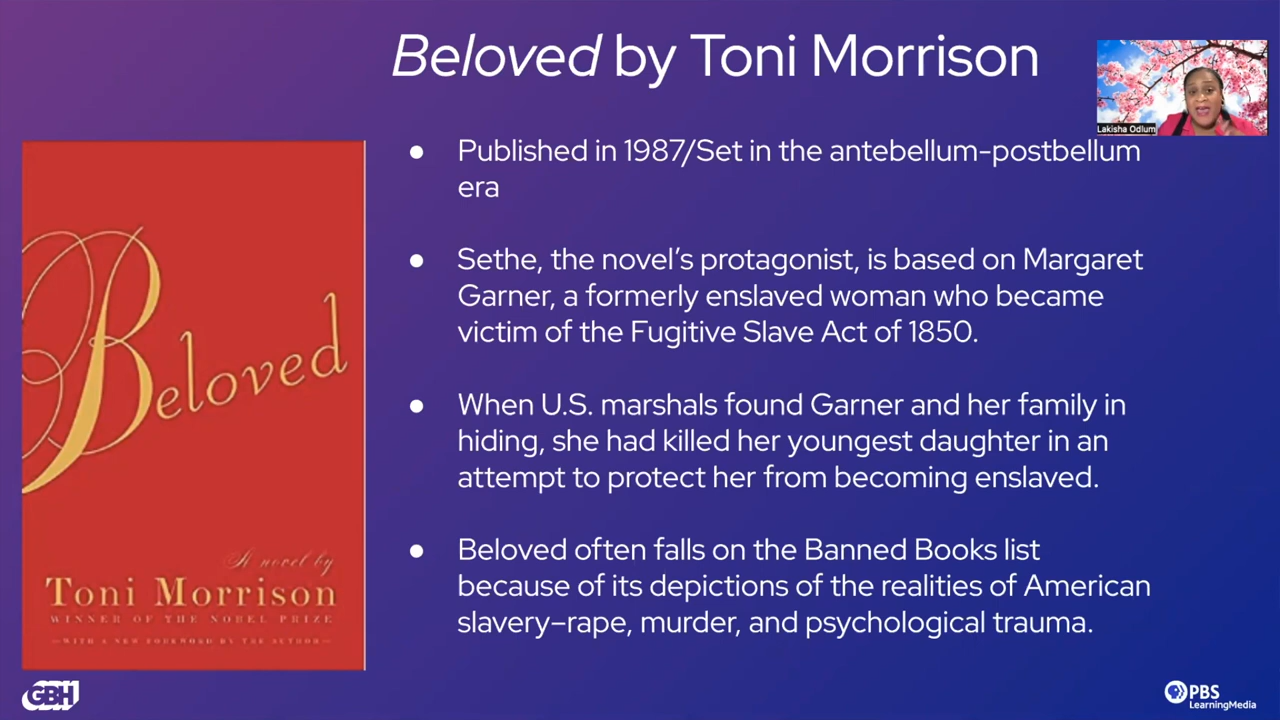 Beloved by Toni Morrison
Lakisha Odlum
● Published in 1987/Set in the antebellum-postbellum
era
● Sethe, the novel’s protagonist, is based on Margaret
Garner, a formerly enslaved woman who became
victim of the Fugitive Slave Act of 1850.
● When U.S. marshals found Garner and her family in
hiding, she had killed her youngest daughter in an
attempt to protect her from becoming enslaved.
● Beloved often falls on the Banned Books list
because of its depictions of the realities of American
slavery–rape, murder, and psychological trauma.
Beloved
A novel by
Toni Morrison
WINNER OF THE NOBEL PRIZE
—WITH A NEW FOREWORD BY THE AUTHOR—
GBH
PBS
LearningMedia